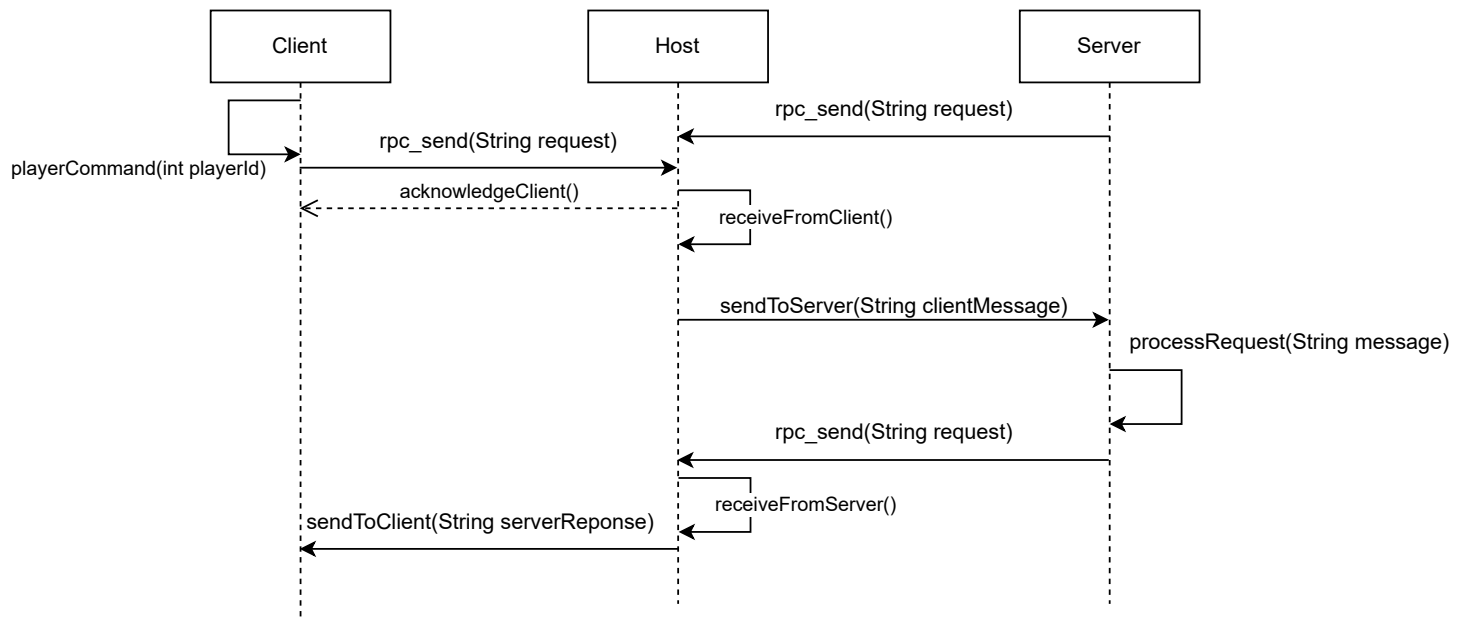 Client
Host
Server
rpc_send(String request)
rpc_send(String request)
playerCommand(int playerId)
acknowledgeClient()
receiveFromClient()
sendToServer(String clientMessage)
processRequest(String message)
rpc_send(String request)
receiveFromServer()
sendToClient(String serverReponse)